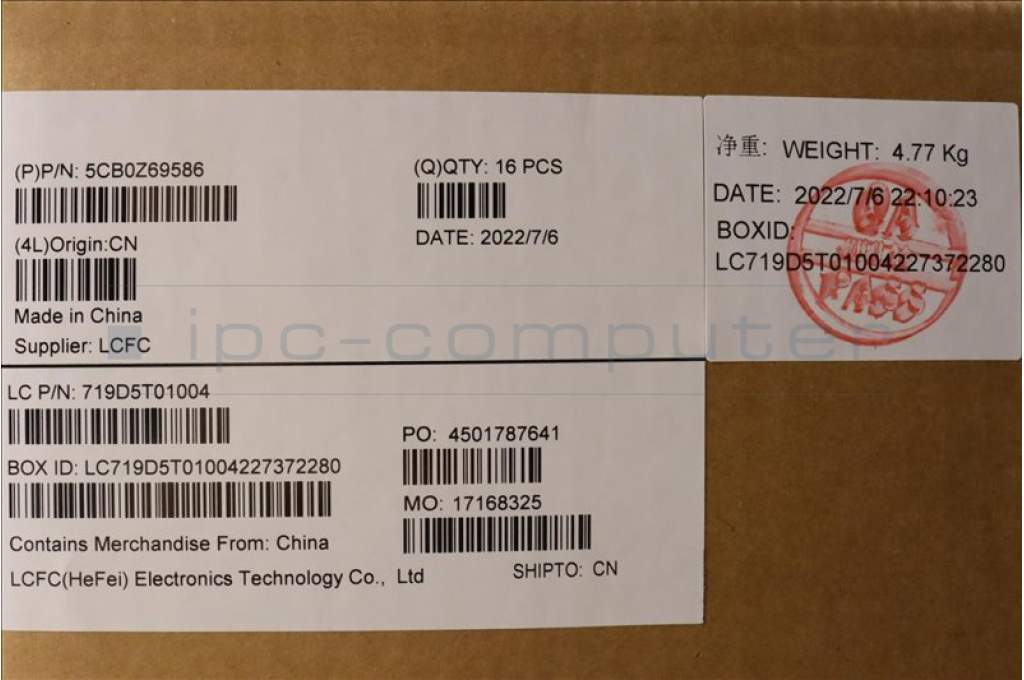 (P)P/N: 5CB0Z69586
(Q)QTY: 16 PCS
(4L)Origin:CN
DATE: 2022/7/6
Made in China
Supplier: LCFC
净重: WEIGHT: 4.77 Kg
DATE: 2022/7/6 22:10:23
BOXID:
LC719D5T01004227372280
QA
PASS
ipc-computer
LC P/N: 719D5T01004
PO: 4501787641
BOX ID: LC719D5T01004227372280
MO: 17168325
Contains Merchandise From: China
LCFC(HeFei) Electronics Technology Co., Ltd
SHIPTO: CN